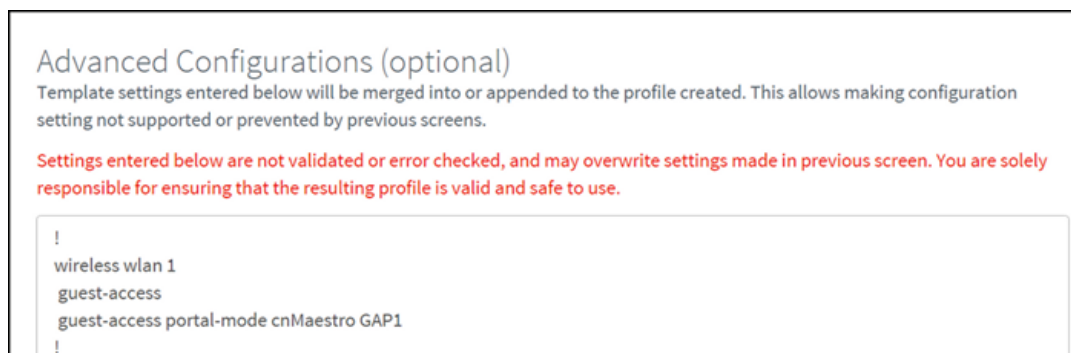 Advanced Configurations (optional)
Template settings entered below will be merged into or appended to the profile created. This allows making configuration
setting not supported or prevented by previous screens.
Settings entered below are not validated or error checked, and may overwrite settings made in previous screen. You are solely
responsible for ensuring that the resulting profile is valid and safe to use.
!
wireless wlan 1
guest-access
guest-access portal-mode cnMaestro GAP1
!